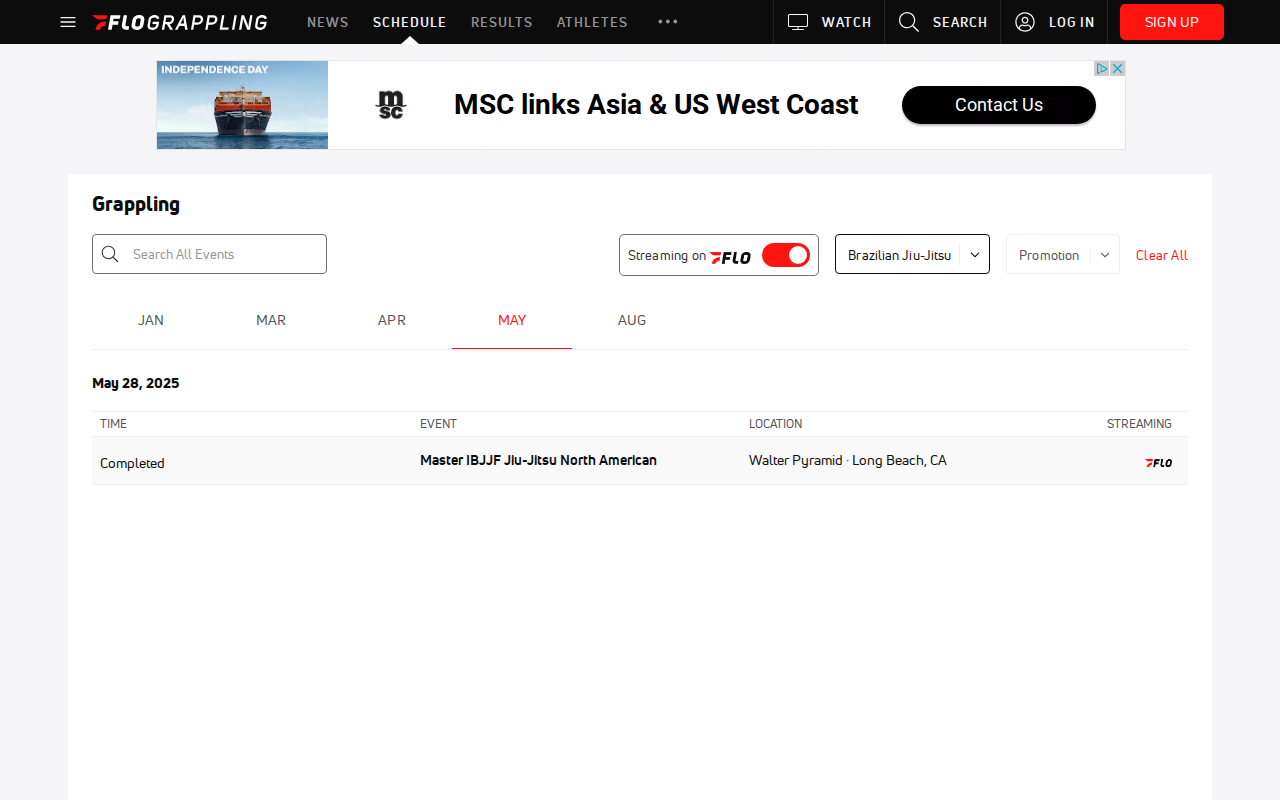 FLOGRAPPLING NEWS SCHEDULE RESULTS ATHLETES WATCH SEARCH LOG IN SIGN UP
INDEPENDENCE DAY
msc
MSC links Asia & US West Coast
Contact Us
Grappling
Search All Events
Streaming on FLO
Brazilian Jiu-Jitsu
Promotion
Clear All
JAN MAR APR MAY AUG
May 28, 2025
TIME EVENT LOCATION STREAMING
Completed Master IBJJF Jiu-Jitsu North American Walter Pyramid · Long Beach, CA FLO